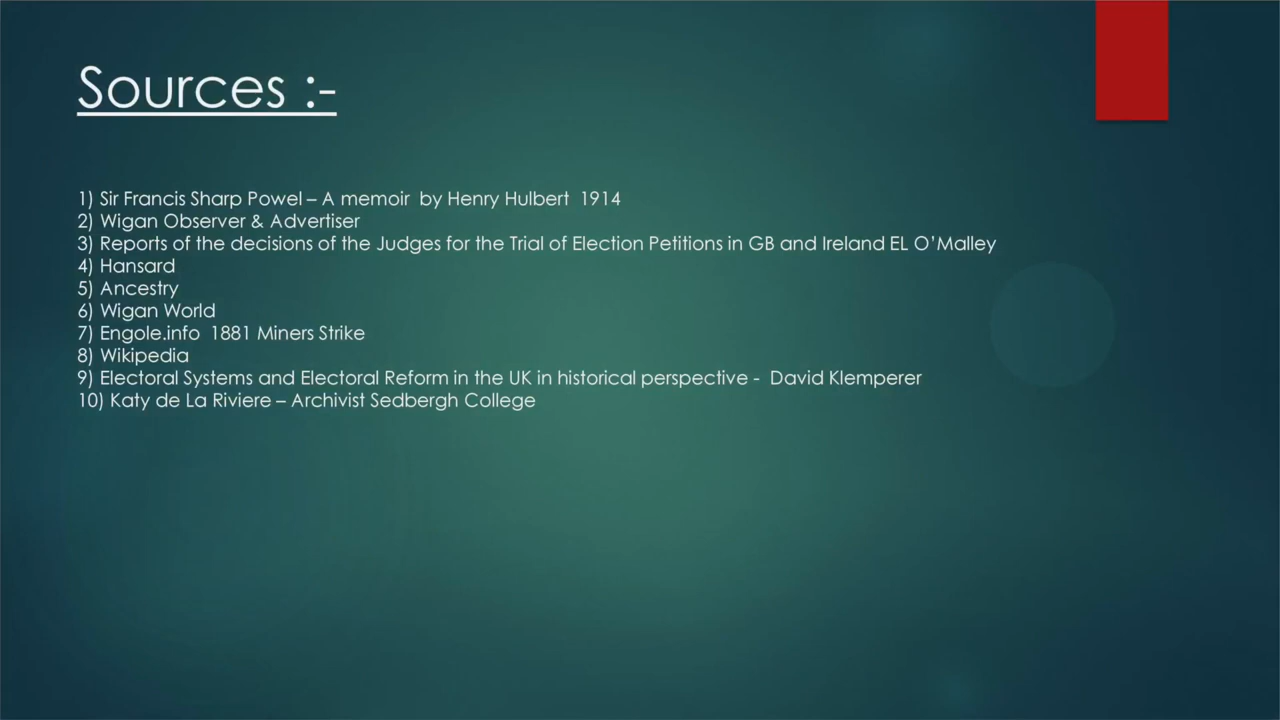 Sources :-
1) Sir Francis Sharp Powel – A memoir by Henry Hulbert 1914
2) Wigan Observer & Advertiser
3) Reports of the decisions of the Judges for the Trial of Election Petitions in GB and Ireland EL O’Malley
4) Hansard
5) Ancestry
6) Wigan World
7) Engole.info 1881 Miners Strike
8) Wikipedia
9) Electoral Systems and Electoral Reform in the UK in historical perspective - David Klemperer
10) Katy de La Riviere – Archivist Sedbergh College